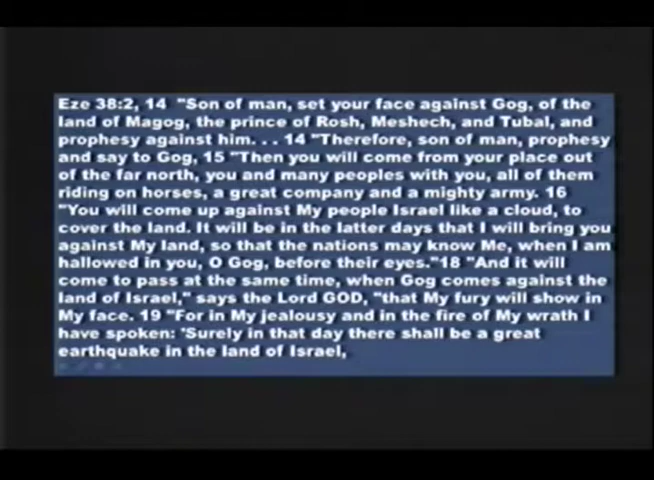 Eze 38:2, 14 "Son of man, set your face against Gog, of the
land of Magog, the prince of Rosh, Meshech, and Tubal, and
prophesy against him. . . 14 "Therefore, son of man, prophesy
and say to Gog, 15 "Then you will come from your place out
of the far north, you and many peoples with you, all of them
riding on horses, a great company and a mighty army. 16
"You will come up against My people Israel like a cloud, to
cover the land. It will be in the latter days that I will bring you
against My land, so that the nations may know Me, when I am
hallowed in you, O Gog, before their eyes."18 "And it will
come to pass at the same time, when Gog comes against the
land of Israel," says the Lord GOD, "that My fury will show in
My face. 19 "For in My jealousy and in the fire of My wrath I
have spoken: 'Surely in that day there shall be a great
earthquake in the land of Israel,